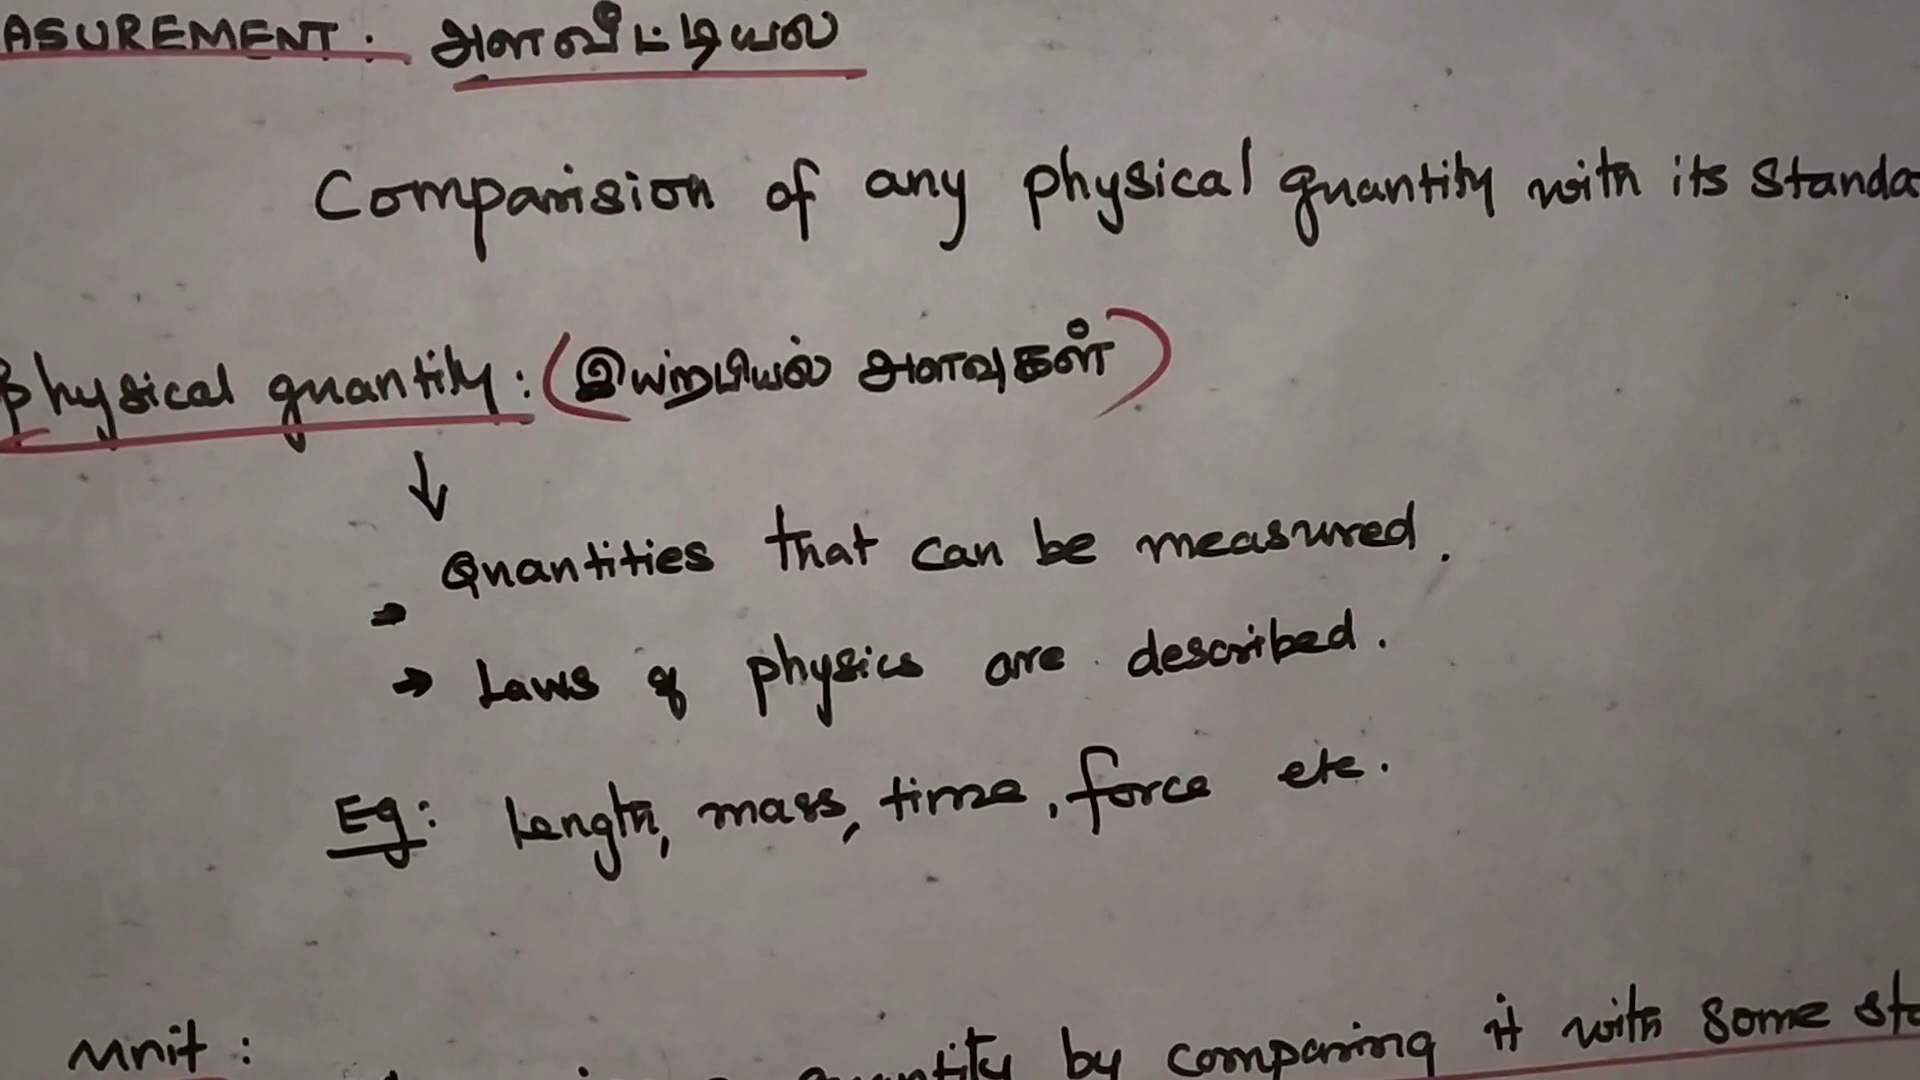 ASUREMENT : அளவீட்டியல்
Comparision of any physical quantity with its Standa
Physical quantity : (இயற்பியல் அளவுகள்)
Quantities that can be measured.
→ Laws of physics are described.
Eg : Length, mass, time, force etc.
unit :
quantity by comparing it with some sta